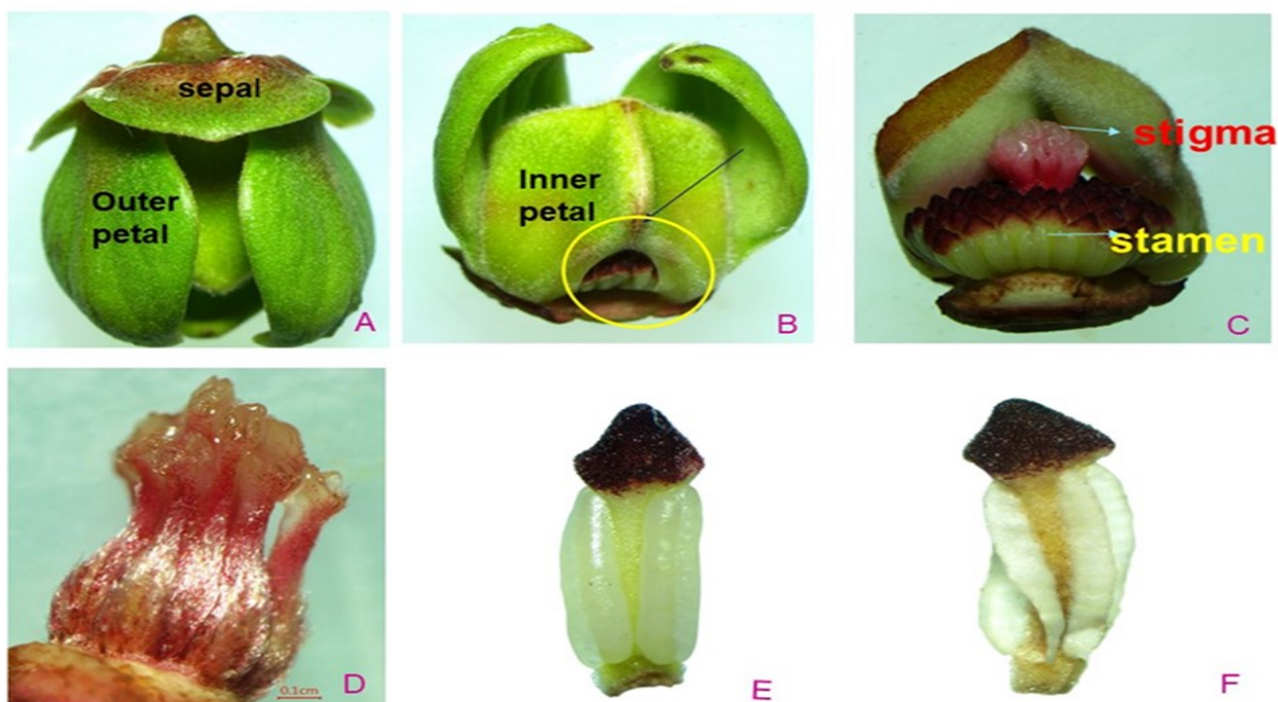 sepal
Outer
petal
A
Inner
petal
B
stigma
stamen
C
0.1cm
D
E
F